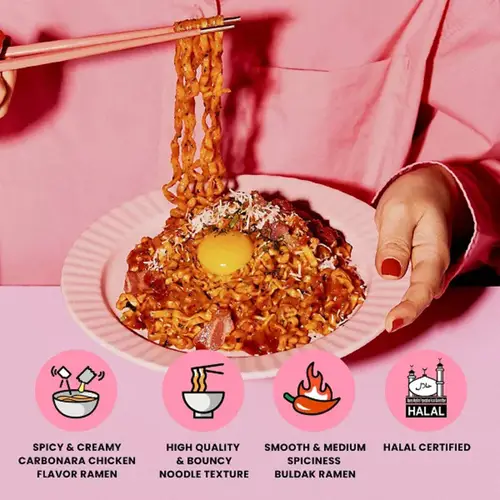 حلال
HALAL
SPICY & CREAMY
CARBONARA CHICKEN
FLAVOR RAMEN
HIGH QUALITY
& BOUNCY
NOODLE TEXTURE
SMOOTH & MEDIUM
SPICINESS
BULDAK RAMEN
HALAL CERTIFIED